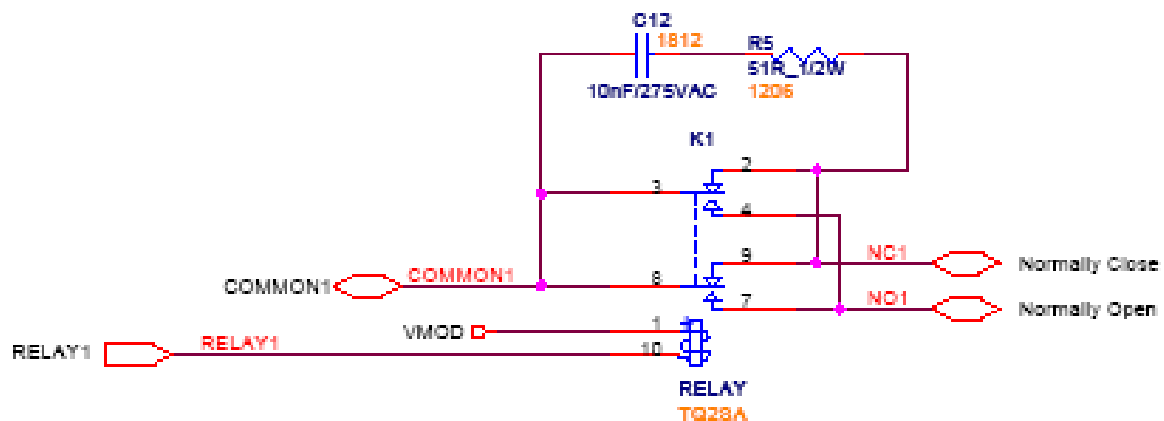 C12
1812
R5
51R_1/2W
10nF/275VAC
1206
K1
2
3
4
9
NC1
Normally Close
COMMON1
COMMON1
8
7
NO1
Normally Open
VMOD
1
RELAY1
RELAY1
10
RELAY
TQ2SA